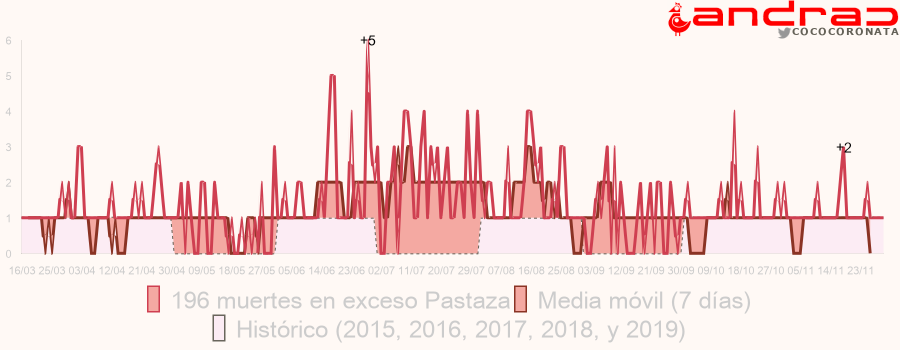 andrab
COCOCORONATA
+5
+2
6
5
4
3
2
1
0
16/03 25/03 03/04 12/04 21/04 30/04 09/05 18/05 27/05 05/06 14/06 23/06 02/07 11/07 20/07 29/07 07/08 16/08 25/08 03/09 12/09 21/09 30/09 09/10 18/10 27/10 05/11 14/11 23/11
196 muertes en exceso Pastaza Media móvil (7 días)
Histórico (2015, 2016, 2017, 2018, y 2019)